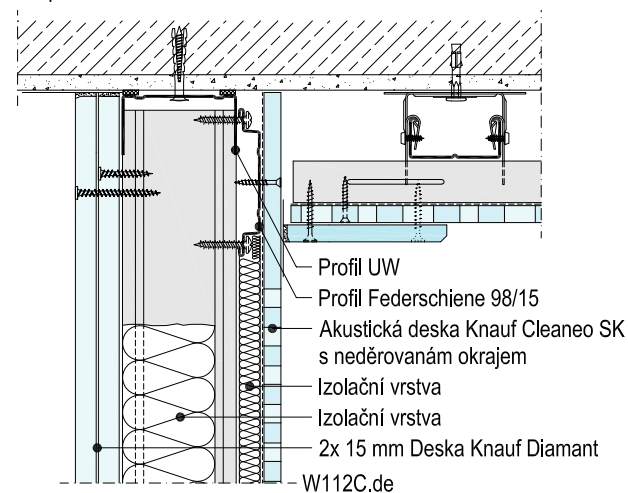 Profil UW
Profil Federschiene 98/15
Akustická deska Knauf Cleaneo SK
s neděrovanám okrajem
Izolační vrstva
Izolační vrstva
2x 15 mm Deska Knauf Diamant
W112C.de